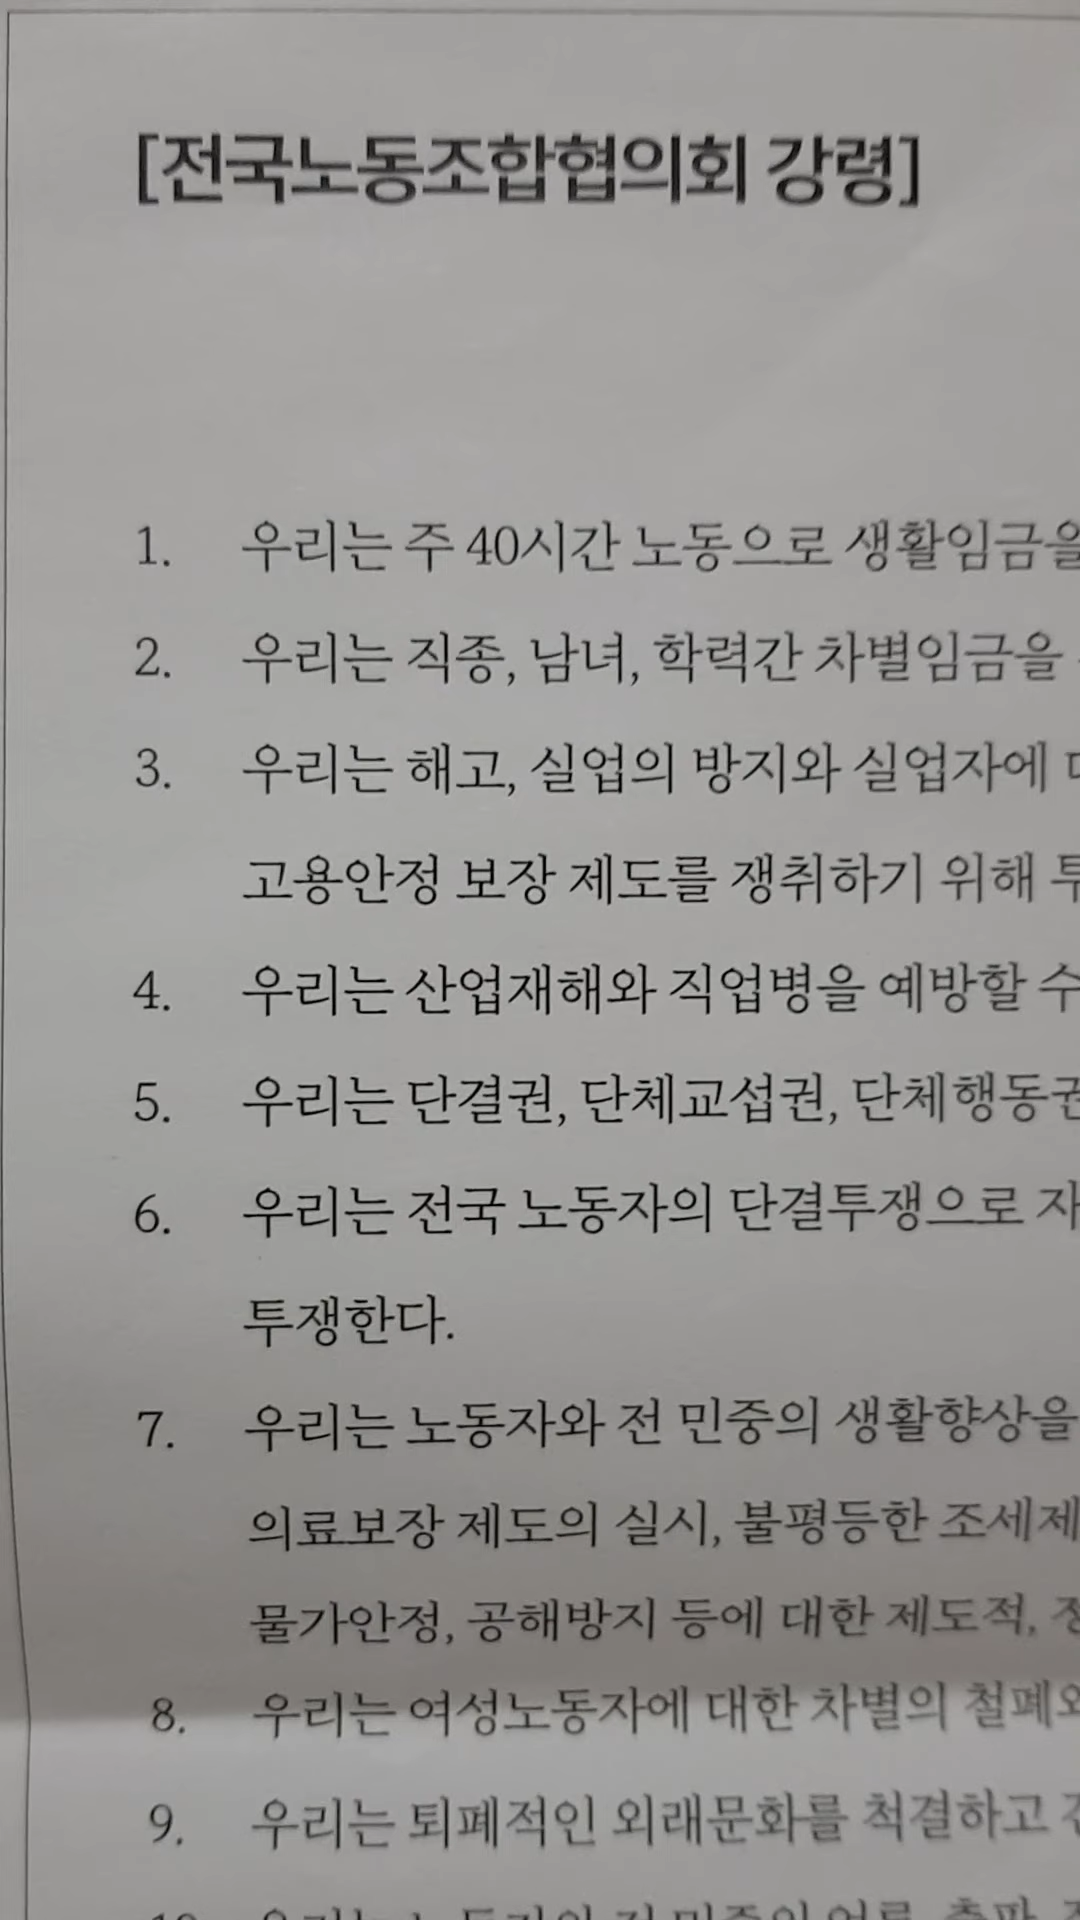 [전국노동조합협의회 강령]
1. 우리는 주 40시간 노동으로 생활임금을
2. 우리는 직종, 남녀, 학력간 차별임금을
3. 우리는 해고, 실업의 방지와 실업자에
고용안정 보장 제도를 쟁취하기 위해
4. 우리는 산업재해와 직업병을 예방할 수
5. 우리는 단결권, 단체교섭권, 단체행동권
6. 우리는 전국 노동자의 단결투쟁으로 자
투쟁한다.
7. 우리는 노동자와 전 민중의 생활향상을
의료보장 제도의 실시, 불평등한 조세제
물가안정, 공해방지 등에 대한 제도적,
8. 우리는 여성노동자에 대한 차별의 철폐와
9. 우리는 퇴폐적인 외래문화를 척결하고